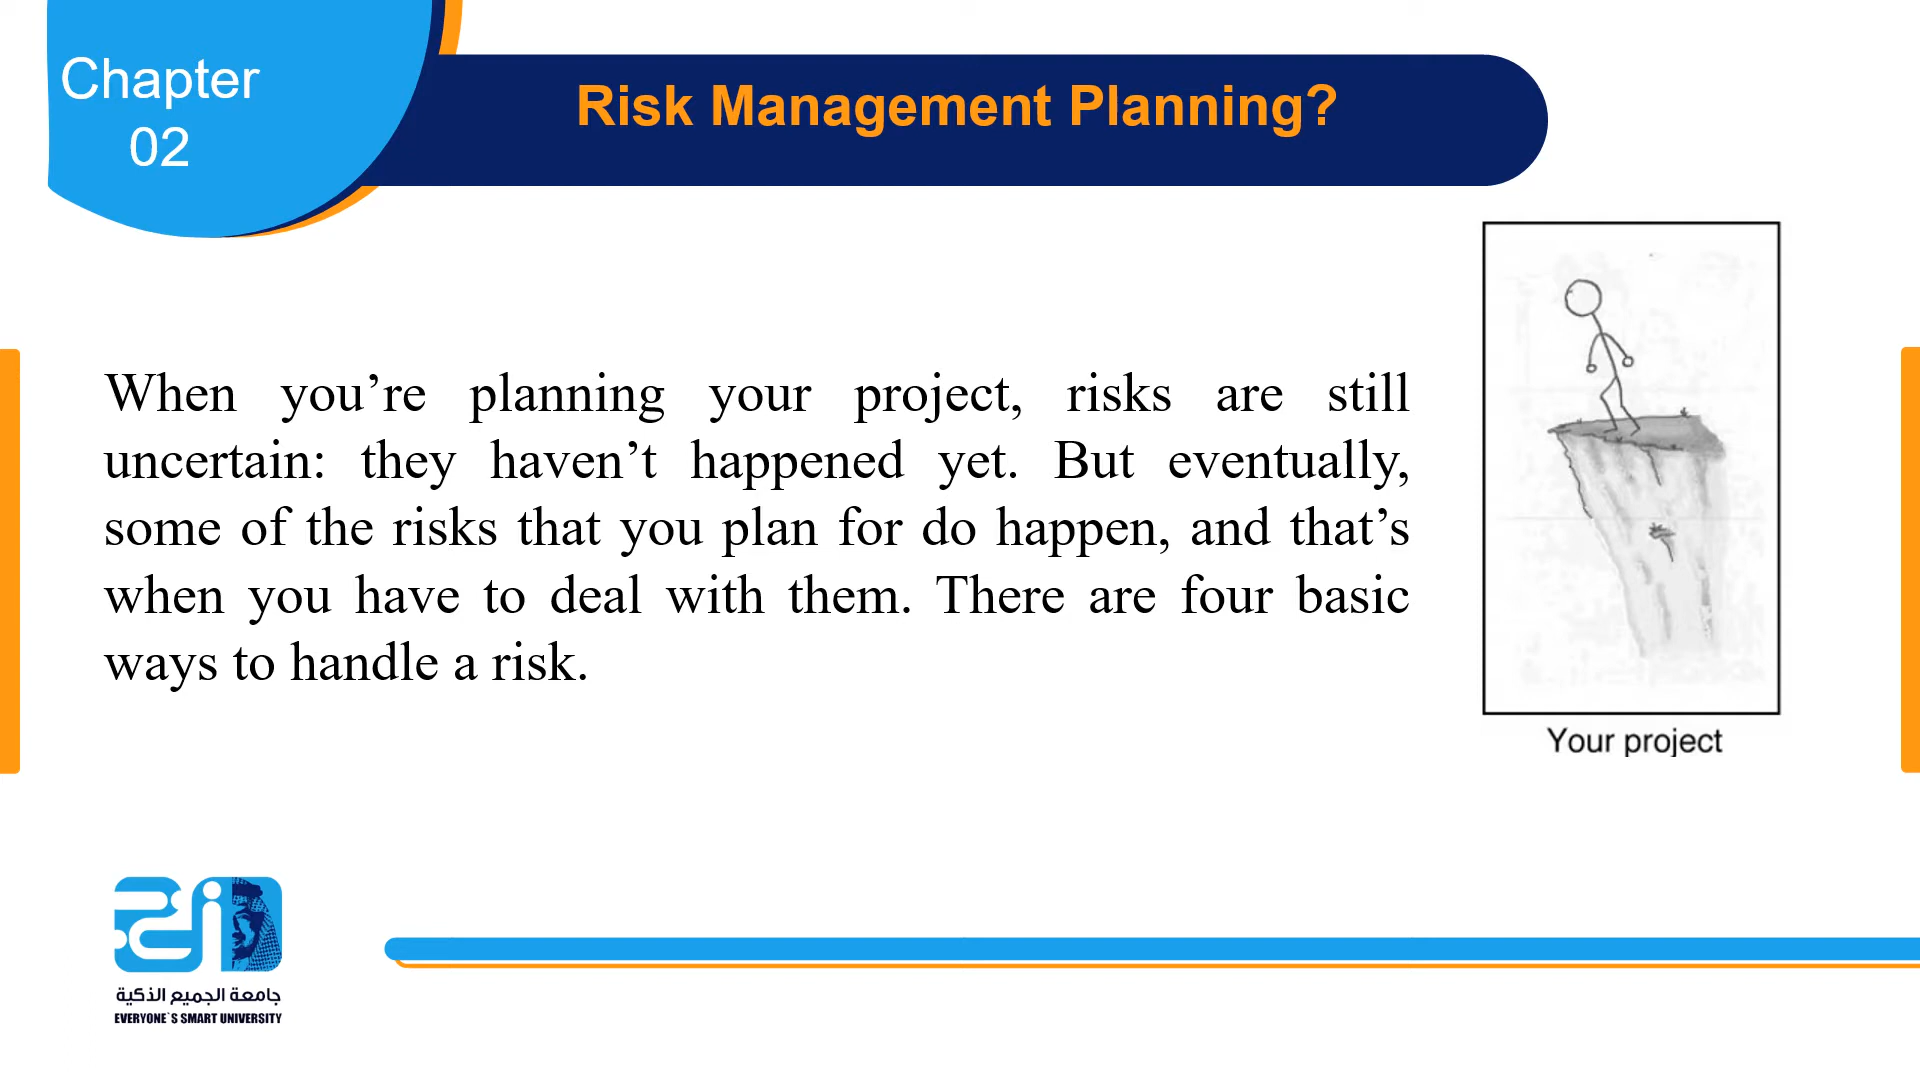 Chapter
02
Risk Management Planning?
When you’re planning your project, risks are still
uncertain: they haven’t happened yet. But eventually,
some of the risks that you plan for do happen, and that’s
when you have to deal with them. There are four basic
ways to handle a risk.
Your project
جامعة الجميع الذكية
EVERYONE`S SMART UNIVERSITY